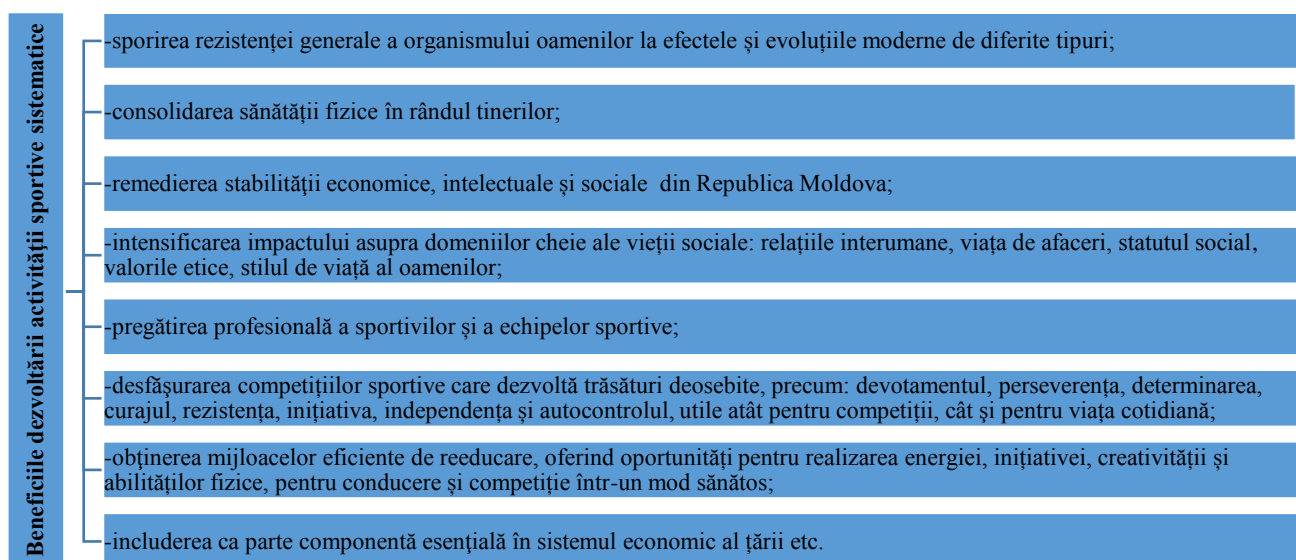 Beneficiile dezvoltării activității sportive sistematice
-sporirea rezistenței generale a organismului oamenilor la efectele și evoluțiile moderne de diferite tipuri;
-consolidarea sănătății fizice în rândul tinerilor;
-remedierea stabilităţii economice, intelectuale și sociale din Republica Moldova;
-intensificarea impactului asupra domeniilor cheie ale vieții sociale: relațiile interumane, viața de afaceri, statutul social,
valorile etice, stilul de viață al oamenilor;
-pregătirea profesională a sportivilor și a echipelor sportive;
-desfăşurarea competițiilor sportive care dezvoltă trăsături deosebite, precum: devotamentul, perseverența, determinarea,
curajul, rezistența, inițiativa, independența și autocontrolul, utile atât pentru competiții, cât şi pentru viața cotidiană;
-obţinerea mijloacelor eficiente de reeducare, oferind oportunități pentru realizarea energiei, inițiativei, creativității și
abilităților fizice, pentru conducere și competiție într-un mod sănătos;
-includerea ca parte componentă esenţială în sistemul economic al țării etc.